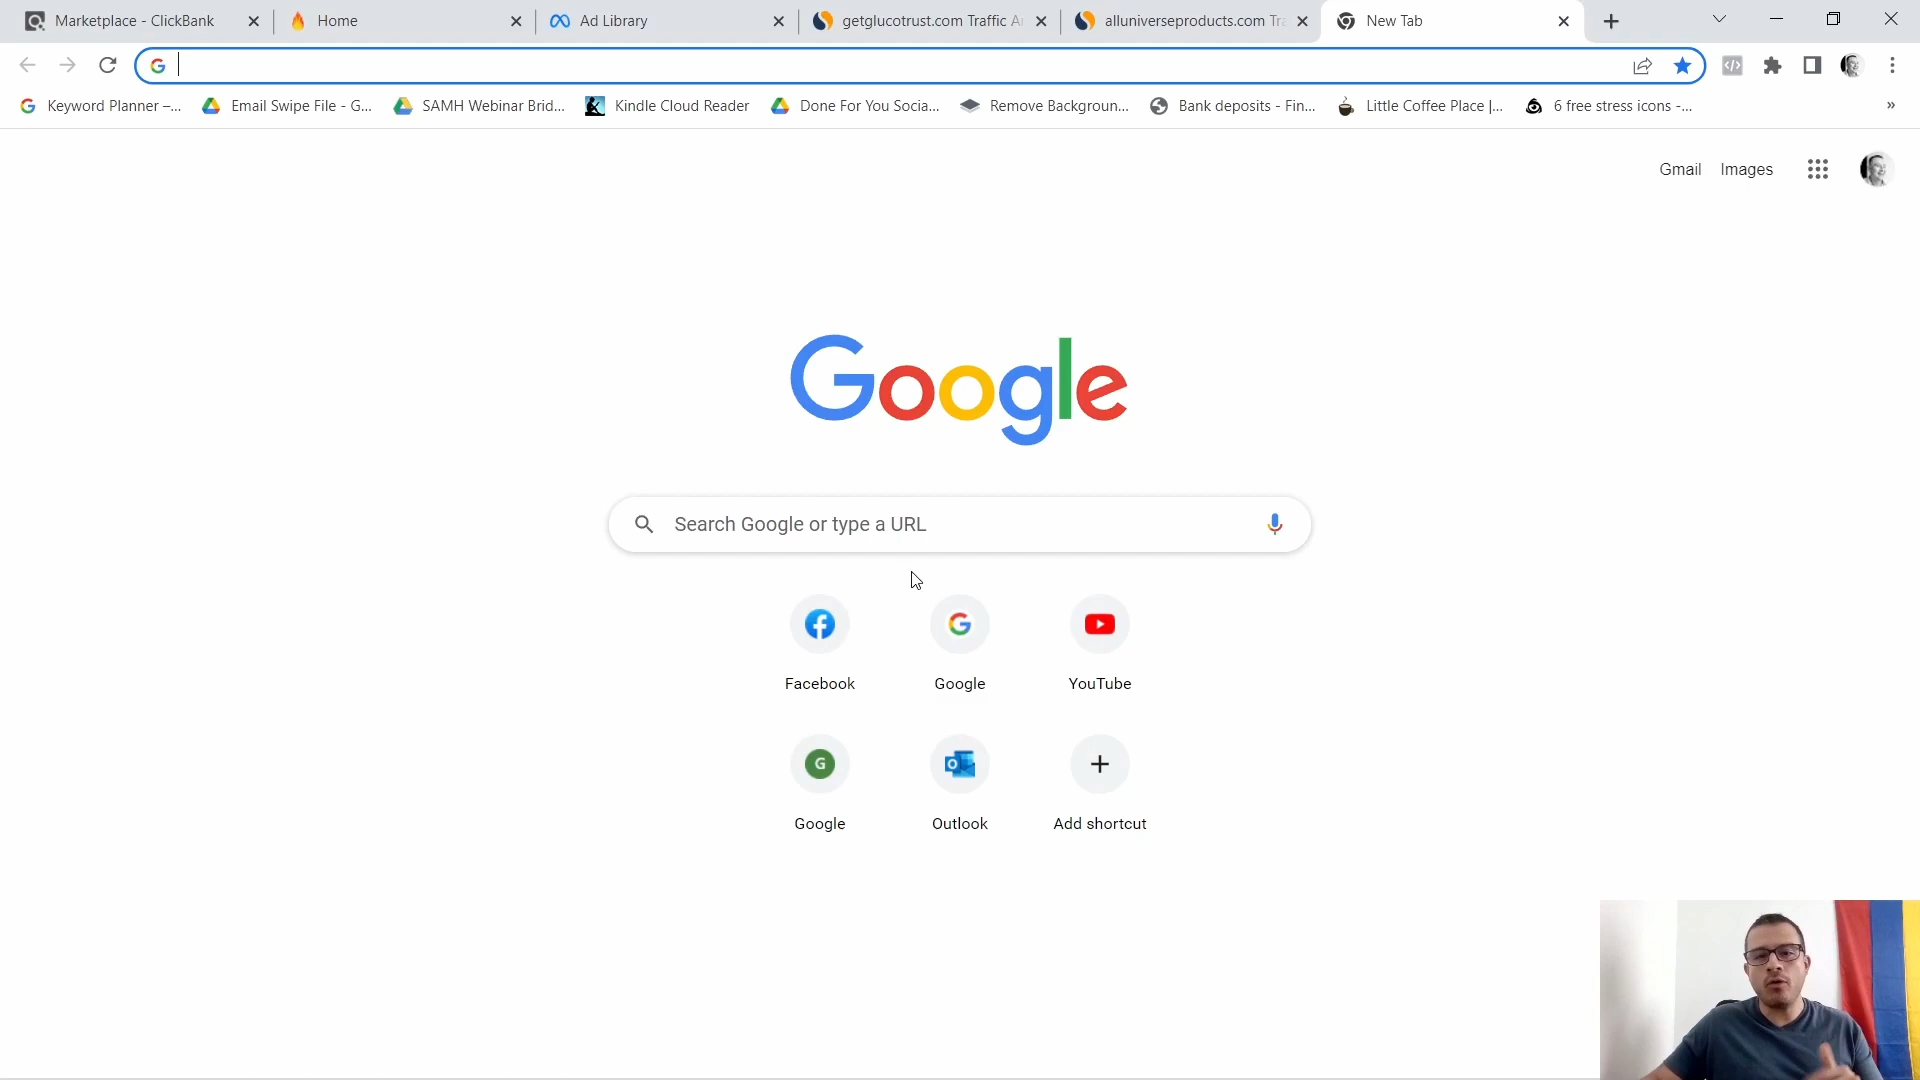 Marketplace - ClickBank
Home
Ad Library
getglucotrust.com Traffic A
alluniverseproducts.com Tr
New Tab
Keyword Planner –...
Email Swipe File - G...
SAMH Webinar Brid...
Kindle Cloud Reader
Done For You Socia...
Remove Backgroun...
Bank deposits - Fin...
Little Coffee Place |...
6 free stress icons -...
»
Gmail
Images
Google
Search Google or type a URL
Facebook
Google
YouTube
G
Google
Outlook
Add shortcut